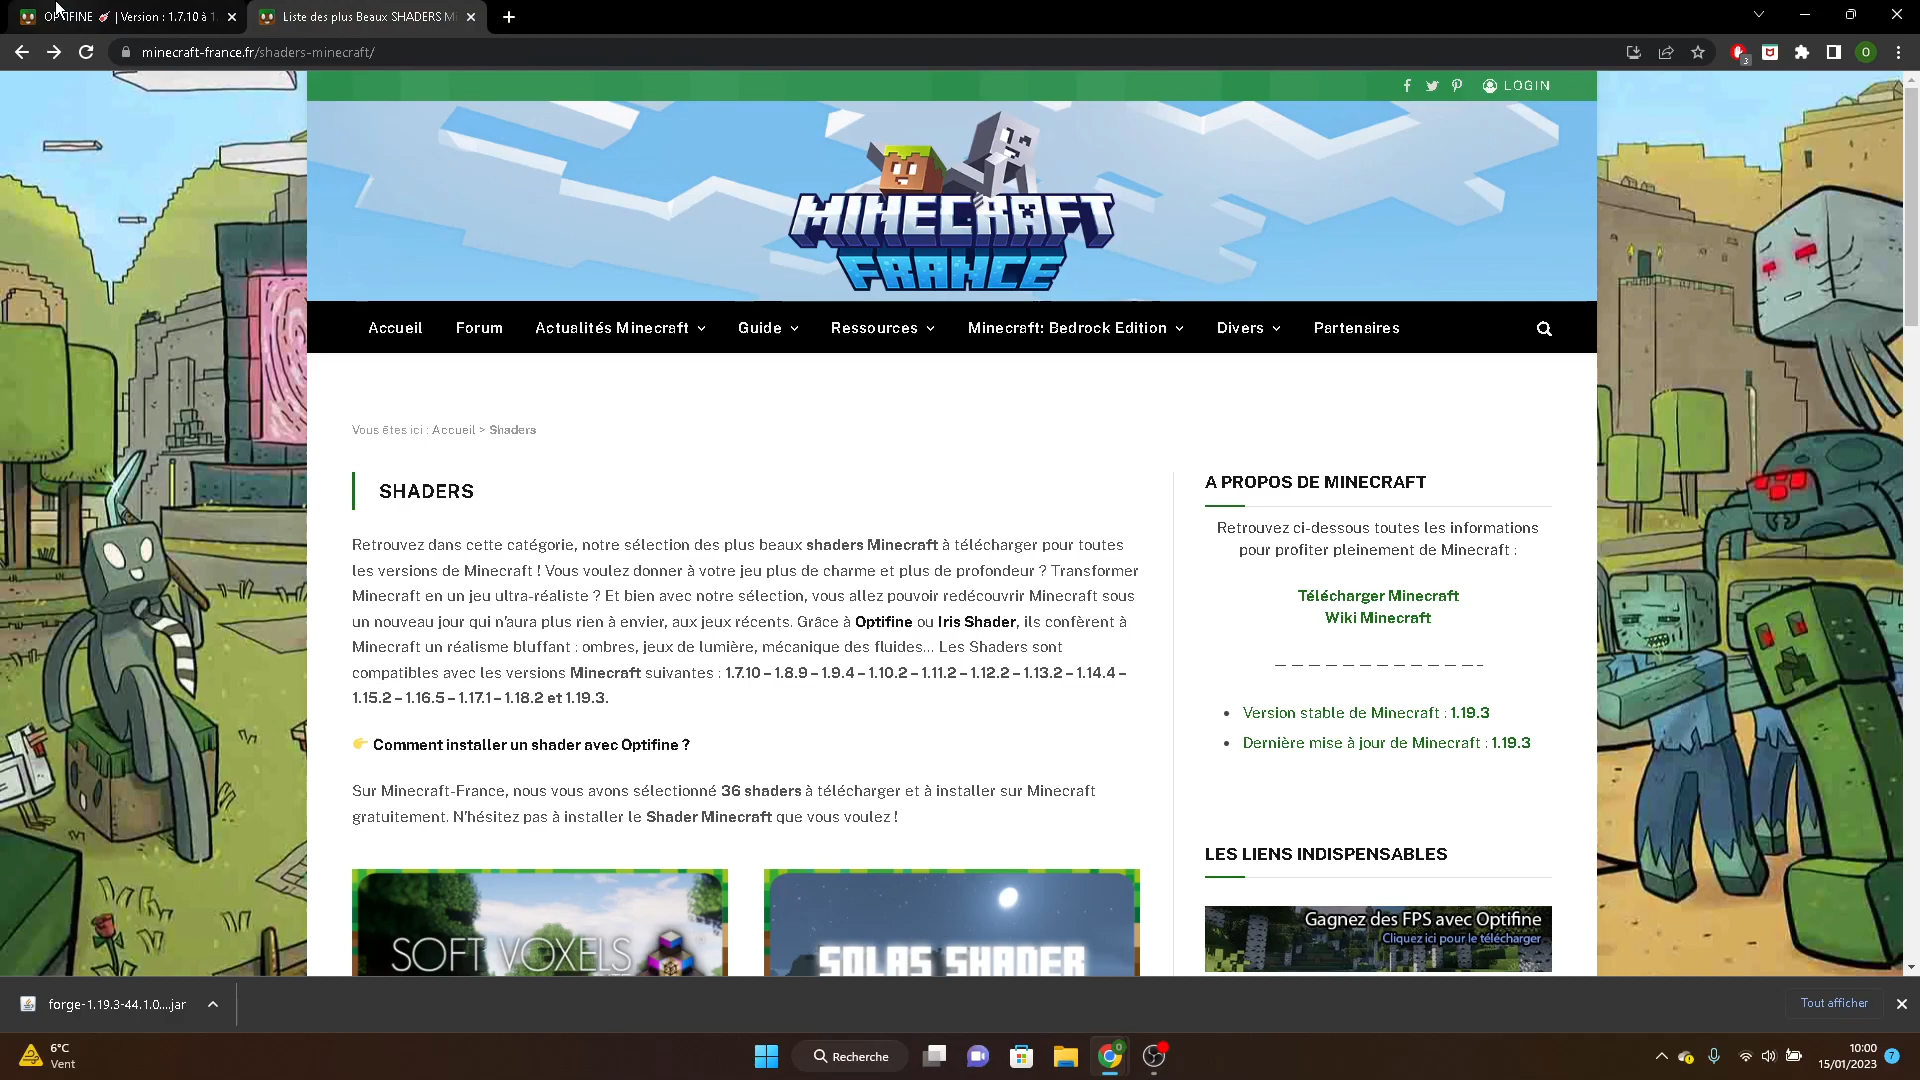 OPTIFINE | Version : 1.7.10 à 1.
Liste des plus Beaux SHADERS Mi
minecraft-france.fr/shaders-minecraft/
3
O
LOGIN
MINECRAFT
FRANCE
Accueil
Forum
Actualités Minecraft
Guide
Ressources
Minecraft: Bedrock Edition
Divers
Partenaires
Vous êtes ici : Accueil > Shaders
SHADERS
Retrouvez dans cette catégorie, notre sélection des plus beaux shaders Minecraft à télécharger pour toutes
les versions de Minecraft ! Vous voulez donner à votre jeu plus de charme et plus de profondeur ? Transformer
Minecraft en un jeu ultra-réaliste ? Et bien avec notre sélection, vous allez pouvoir redécouvrir Minecraft sous
un nouveau jour qui n'aura plus rien à envier, aux jeux récents. Grâce à Optifine ou Iris Shader, ils confèrent à
Minecraft un réalisme bluffant : ombres, jeux de lumière, mécanique des fluides… Les Shaders sont
compatibles avec les versions Minecraft suivantes : 1.7.10 – 1.8.9 – 1.9.4 – 1.10.2 – 1.11.2 – 1.12.2 – 1.13.2 – 1.14.4 –
1.15.2 – 1.16.5 – 1.17.1 – 1.18.2 et 1.19.3.
Comment installer un shader avec Optifine ?
Sur Minecraft-France, nous vous avons sélectionné 36 shaders à télécharger et à installer sur Minecraft
gratuitement. N'hésitez pas à installer le Shader Minecraft que vous voulez !
SOFT VOXELS
SOLAS SHADER
A PROPOS DE MINECRAFT
Retrouvez ci-dessous toutes les informations
pour profiter pleinement de Minecraft :
Télécharger Minecraft
Wiki Minecraft
– – – – – – – – – – – – – –
Version stable de Minecraft : 1.19.3
Dernière mise à jour de Minecraft : 1.19.3
LES LIENS INDISPENSABLES
Gagnez des FPS avec Optifine
Cliquez ici pour le télécharger
forge-1.19.3-44.1.0....jar
Tout afficher
6°C
Vent
Recherche
10:00
15/01/2023
7